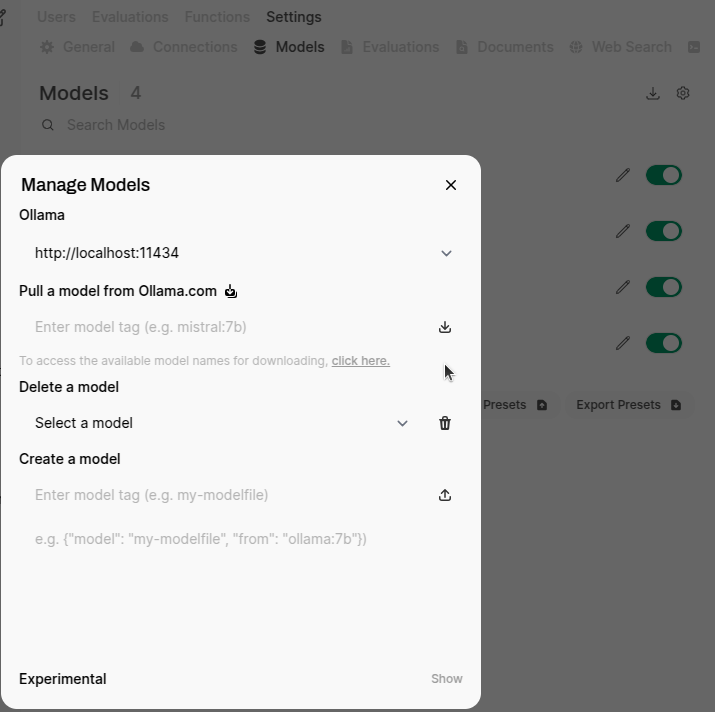 Users Evaluations Functions Settings
General Connections Models Evaluations Documents Web Search
Models 4
Search Models
Manage Models
Ollama
http://localhost:11434
Pull a model from Ollama.com
Enter model tag (e.g. mistral:7b)
To access the available model names for downloading, click here.
Delete a model
Presets Export Presets
Select a model
Create a model
Enter model tag (e.g. my-modelfile)
e.g. {"model": "my-modelfile", "from": "ollama:7b"})
Experimental Show